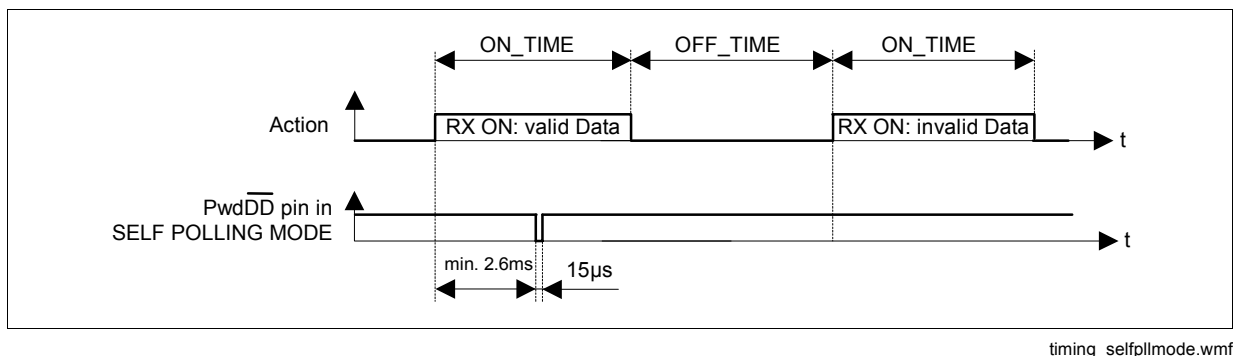 ON_TIME OFF_TIME ON_TIME
Action
RX ON: valid Data
RX ON: invalid Data
t
PwdD̅D̅ pin in
SELF POLLING MODE
t
min. 2.6ms
15µs
timing_selfpllmode.wmf